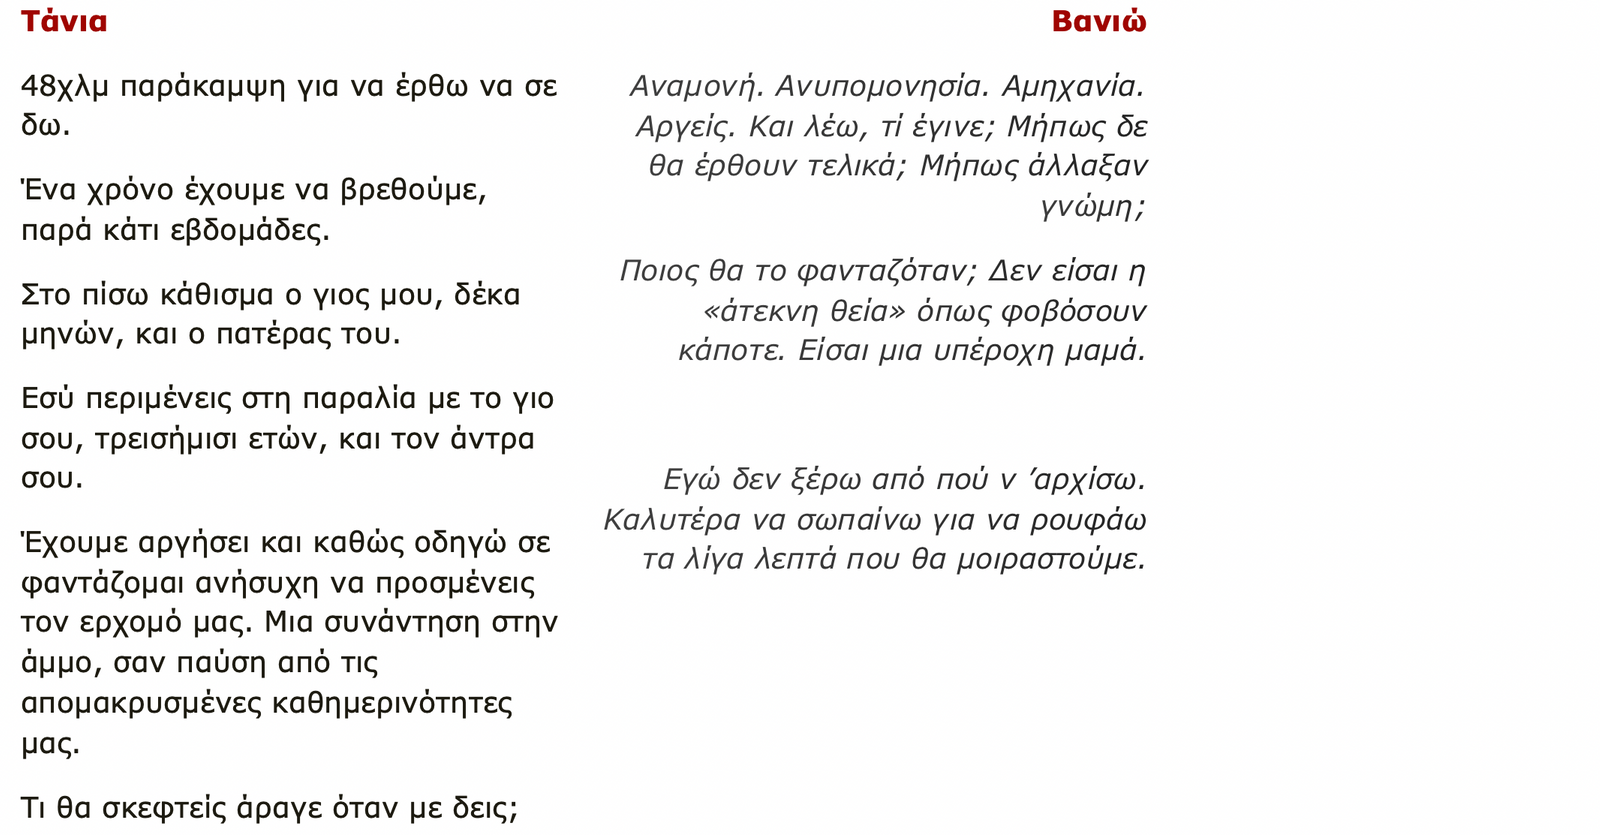 Τάνια
48χλμ παράκαμψη για να έρθω να σε
δω.
Ένα χρόνο έχουμε να βρεθούμε,
παρά κάτι εβδομάδες.
Στο πίσω κάθισμα ο γιος μου, δέκα
μηνών, και ο πατέρας του.
Εσύ περιμένεις στη παραλία με το γιο
σου, τρεισήμισι ετών, και τον άντρα
σου.
Έχουμε αργήσει και καθώς οδηγώ σε
φαντάζομαι ανήσυχη να προσμένεις
τον ερχομό μας. Μια συνάντηση στην
άμμο, σαν παύση από τις
απομακρυσμένες καθημερινότητες
μας.
Τι θα σκεφτείς άραγε όταν με δεις;
Βανιώ
Αναμονή. Ανυπομονησία. Αμηχανία.
Αργείς. Και λέω, τί έγινε; Μήπως δε
θα έρθουν τελικά; Μήπως άλλαξαν
γνώμη;
Ποιος θα το φανταζόταν; Δεν είσαι η
«άτεκνη θεία» όπως φοβόσουν
κάποτε. Είσαι μια υπέροχη μαμά.
Εγώ δεν ξέρω από πού ν ’αρχίσω.
Καλυτέρα να σωπαίνω για να ρουφάω
τα λίγα λεπτά που θα μοιραστούμε.